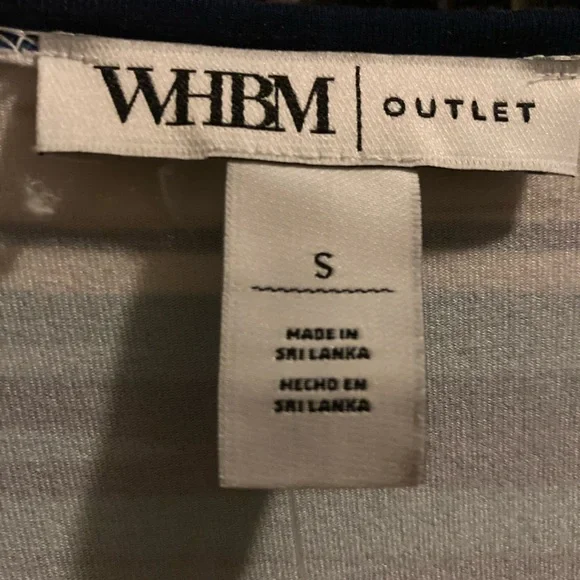 WHBM | OUTLET
S
MADE IN
SRI LANKA
HECHO EN
SRI LANKA